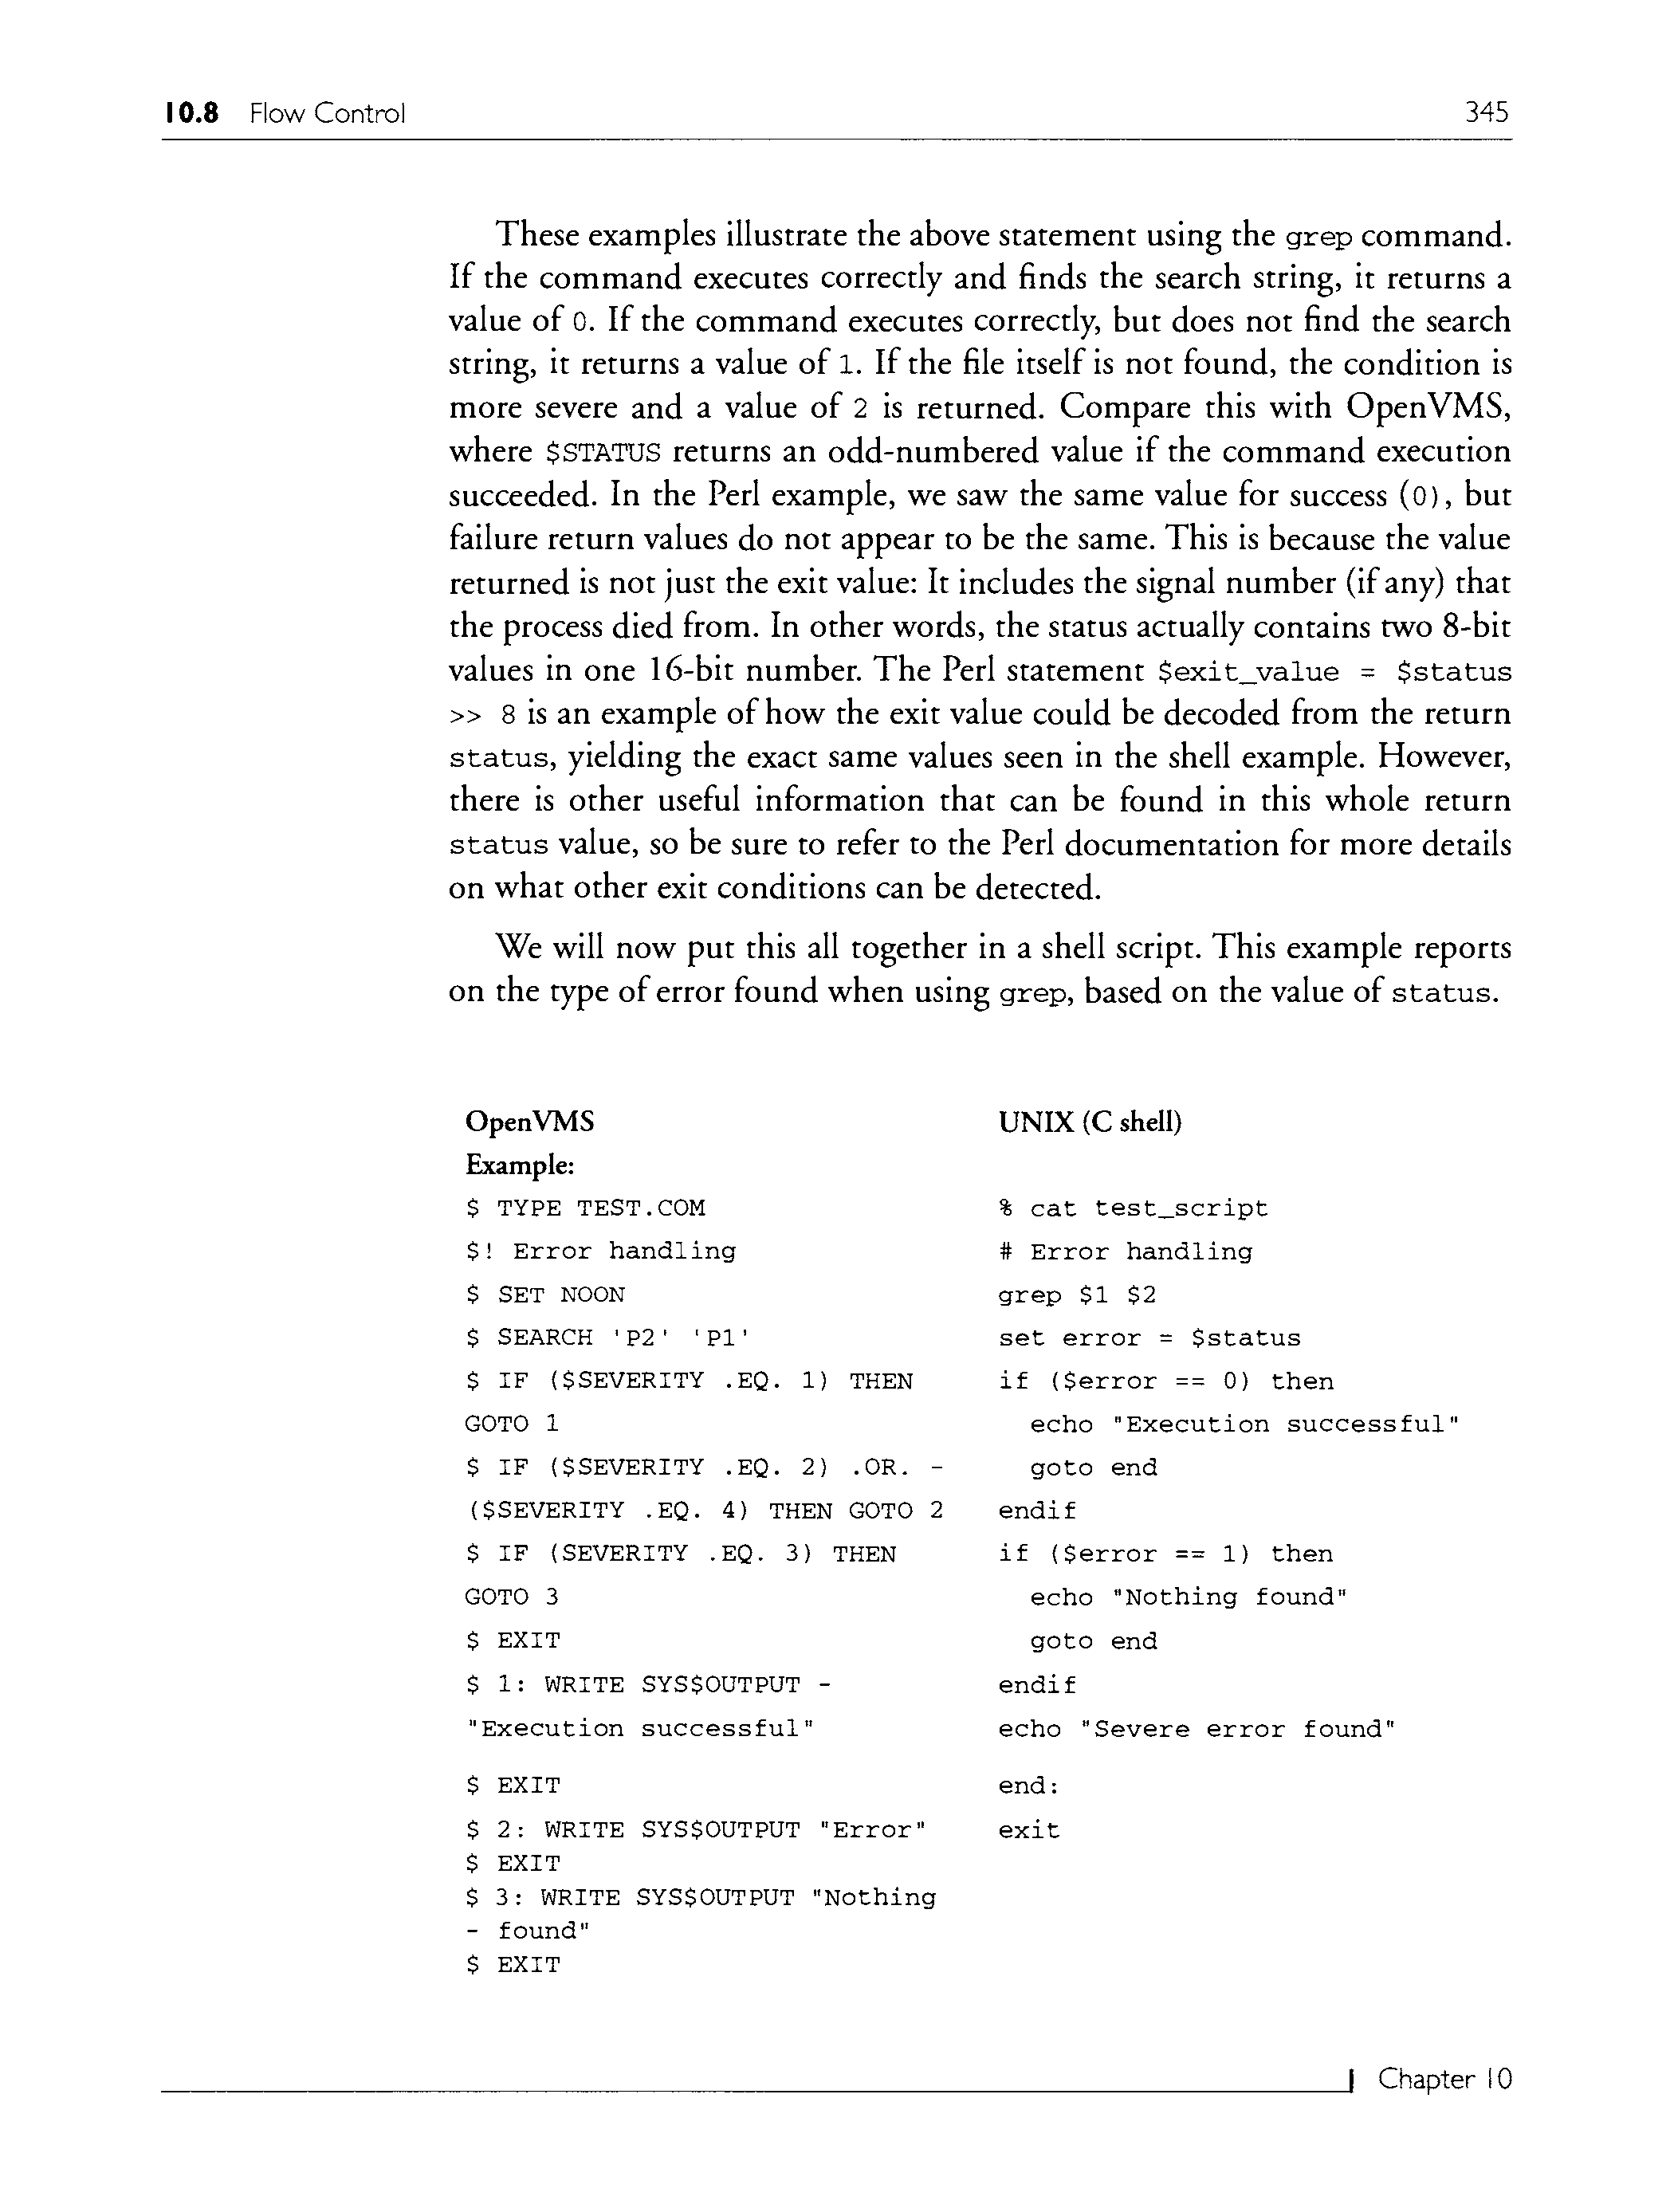 10.8 Flow Control 345
These examples illustrate the above statement using the grep command.
If the command executes correctly and finds the search string, it returns a
value of 0. If the command executes correctly, but does not find the search
string, it returns a value of 1. If the file itself is not found, the condition is
more severe and a value of 2 is returned. Compare this with OpenVMS,
where $STATUS returns an odd-numbered value if the command execution
succeeded. In the Perl example, we saw the same value for success (0), but
failure return values do not appear to be the same. This is because the value
returned is not just the exit value: It includes the signal number (if any) that
the process died from. In other words, the status actually contains two 8-bit
values in one 16-bit number. The Perl statement $exit_value = $status
>> 8 is an example of how the exit value could be decoded from the return
status, yielding the exact same values seen in the shell example. However,
there is other useful information that can be found in this whole return
status value, so be sure to refer to the Perl documentation for more details
on what other exit conditions can be detected.
We will now put this all together in a shell script. This example reports
on the type of error found when using grep, based on the value of status.
OpenVMS
Example:
$ TYPE TEST.COM
$! Error handling
$ SET NOON
$ SEARCH 'P2' 'P1'
$ IF ($SEVERITY .EQ. 1) THEN
GOTO 1
$ IF ($SEVERITY .EQ. 2) .OR. -
($SEVERITY .EQ. 4) THEN GOTO 2
$ IF (SEVERITY .EQ. 3) THEN
GOTO 3
$ EXIT
$ 1: WRITE SYS$OUTPUT -
"Execution successful"
$ EXIT
$ 2: WRITE SYS$OUTPUT "Error"
$ EXIT
$ 3: WRITE SYS$OUTPUT "Nothing
- found"
$ EXIT
UNIX (C shell)
% cat test_script
# Error handling
grep $1 $2
set error = $status
if ($error == 0) then
echo "Execution successful"
goto end
endif
if ($error == 1) then
echo "Nothing found"
goto end
endif
echo "Severe error found"
end:
exit
Chapter 10